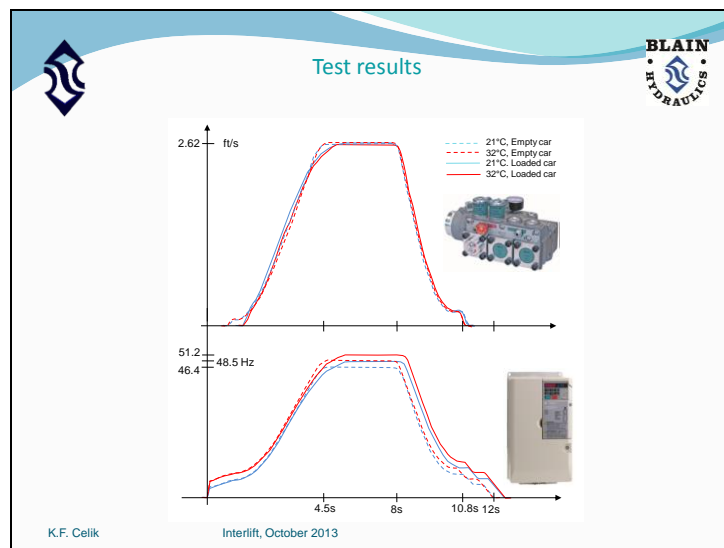 Test results
BLAIN
HYDRAULICS
2.62
ft/s
21°C, Empty car
32°C, Empty car
21°C. Loaded car
32°C, Loaded car
51.2
48.5 Hz
46.4
4.5s
8s
10.8s
12s
K.F. Celik
Interlift, October 2013